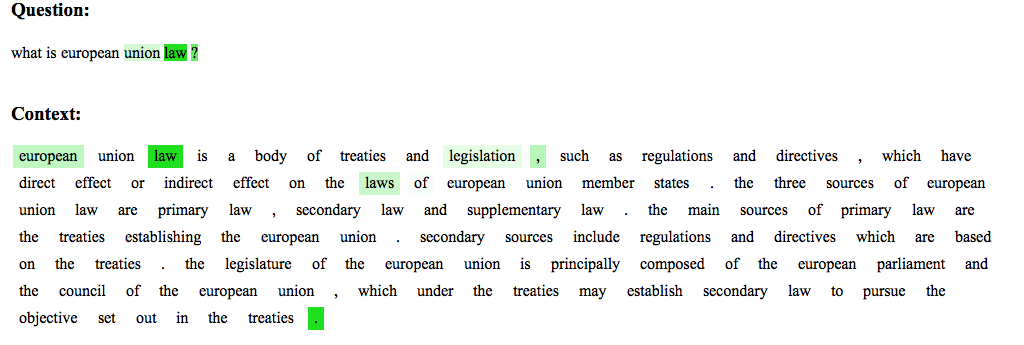 Question:
what is european union law ?
Context:
european union law is a body of treaties and legislation , such as regulations and directives , which have
direct effect or indirect effect on the laws of european union member states . the three sources of european
union law are primary law , secondary law and supplementary law . the main sources of primary law are
the treaties establishing the european union . secondary sources include regulations and directives which are based
on the treaties . the legislature of the european union is principally composed of the european parliament and
the council of the european union , which under the treaties may establish secondary law to pursue the
objective set out in the treaties .